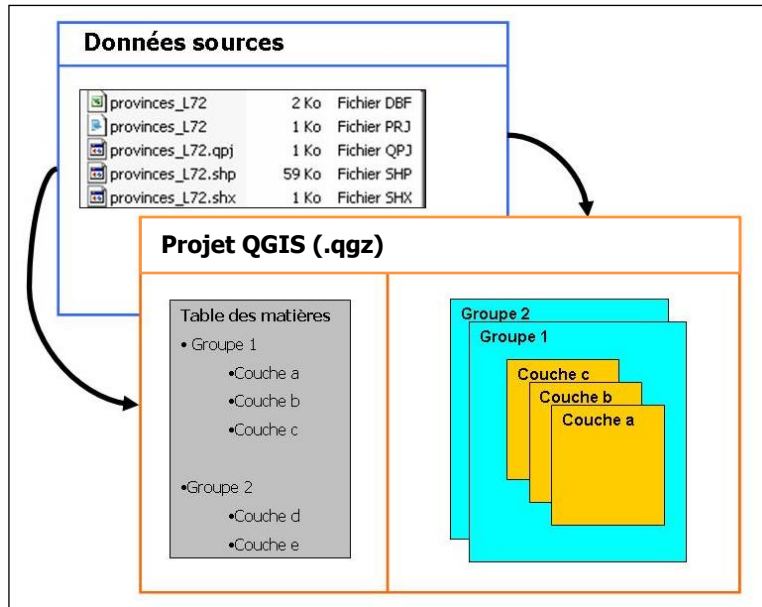 Données sources
provinces_L72 2 Ko Fichier DBF
provinces_L72 1 Ko Fichier PRJ
provinces_L72.qpj 1 Ko Fichier QPJ
provinces_L72.shp 59 Ko Fichier SHP
provinces_L72.shx 1 Ko Fichier SHX
Projet QGIS (.qgz)
Table des matières
• Groupe 1
•Couche a
•Couche b
•Couche c
•Groupe 2
•Couche d
•Couche e
Groupe 2
Groupe 1
Couche c
Couche b
Couche a